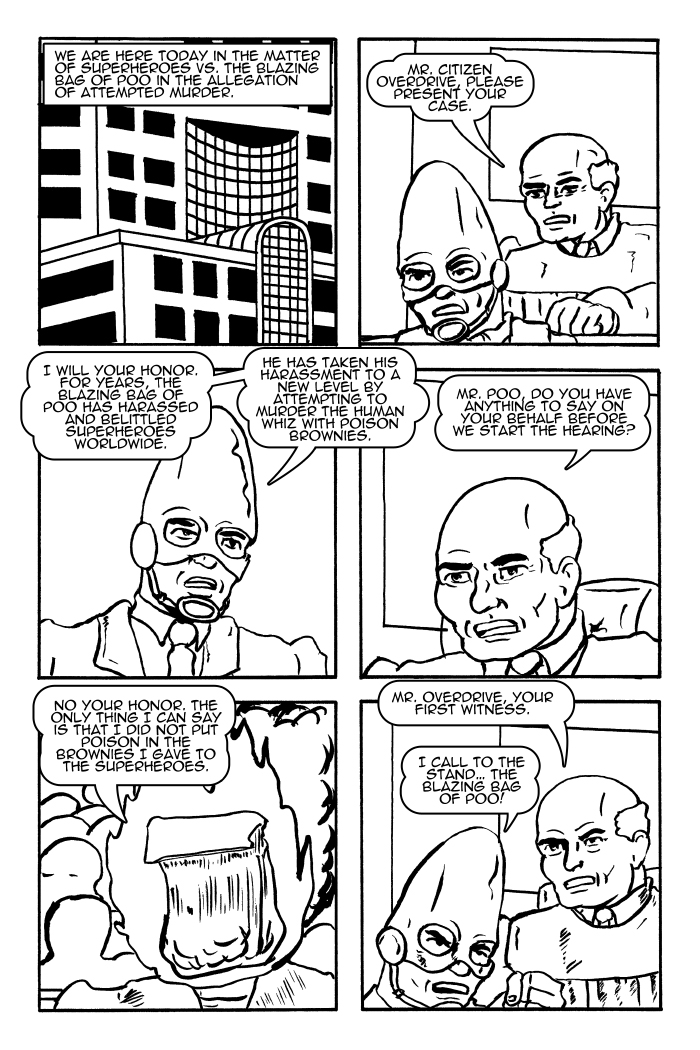 WE ARE HERE TODAY IN THE MATTER
OF SUPERHEROES VS. THE BLAZING
BAG OF POO IN THE ALLEGATION
OF ATTEMPTED MURDER.
MR. CITIZEN
OVERDRIVE, PLEASE
PRESENT YOUR
CASE.
I WILL YOUR HONOR.
FOR YEARS, THE
BLAZING BAG OF
POO HAS HARASSED
AND BELITTLED
SUPERHEROES
WORLDWIDE.
HE HAS TAKEN HIS
HARASSMENT TO A
NEW LEVEL BY
ATTEMPTING TO
MURDER THE HUMAN
WHIZ WITH POISON
BROWNIES.
MR. POO, DO YOU HAVE
ANYTHING TO SAY ON
YOUR BEHALF BEFORE
WE START THE HEARING?
NO YOUR HONOR. THE
ONLY THING I CAN SAY
IS THAT I DID NOT PUT
POISON IN THE
BROWNIES I GAVE TO
THE SUPERHEROES.
MR. OVERDRIVE, YOUR
FIRST WITNESS.
I CALL TO THE
STAND... THE
BLAZING BAG
OF POO!